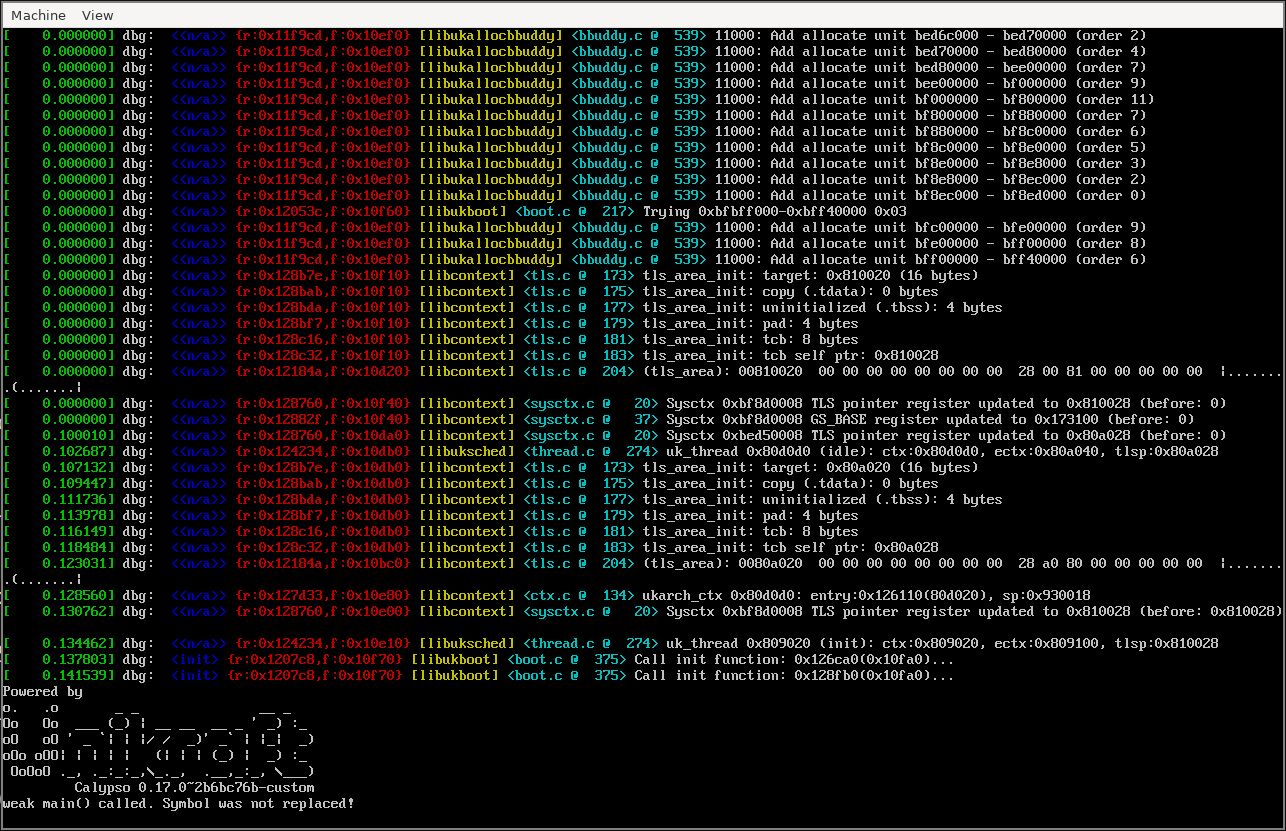 Machine View
[    0.000000] dbg:  <<n/a>> {r:0x11f9cd,f:0x10ef0} [libukallocbbuddy] <bbuddy.c @  539> 11000: Add allocate unit bed6c000 - bed70000 (order 2)
[    0.000000] dbg:  <<n/a>> {r:0x11f9cd,f:0x10ef0} [libukallocbbuddy] <bbuddy.c @  539> 11000: Add allocate unit bed70000 - bed80000 (order 4)
[    0.000000] dbg:  <<n/a>> {r:0x11f9cd,f:0x10ef0} [libukallocbbuddy] <bbuddy.c @  539> 11000: Add allocate unit bed80000 - bee00000 (order 7)
[    0.000000] dbg:  <<n/a>> {r:0x11f9cd,f:0x10ef0} [libukallocbbuddy] <bbuddy.c @  539> 11000: Add allocate unit bee00000 - bf000000 (order 9)
[    0.000000] dbg:  <<n/a>> {r:0x11f9cd,f:0x10ef0} [libukallocbbuddy] <bbuddy.c @  539> 11000: Add allocate unit bf000000 - bf800000 (order 11)
[    0.000000] dbg:  <<n/a>> {r:0x11f9cd,f:0x10ef0} [libukallocbbuddy] <bbuddy.c @  539> 11000: Add allocate unit bf800000 - bf880000 (order 7)
[    0.000000] dbg:  <<n/a>> {r:0x11f9cd,f:0x10ef0} [libukallocbbuddy] <bbuddy.c @  539> 11000: Add allocate unit bf880000 - bf8c0000 (order 6)
[    0.000000] dbg:  <<n/a>> {r:0x11f9cd,f:0x10ef0} [libukallocbbuddy] <bbuddy.c @  539> 11000: Add allocate unit bf8c0000 - bf8e0000 (order 5)
[    0.000000] dbg:  <<n/a>> {r:0x11f9cd,f:0x10ef0} [libukallocbbuddy] <bbuddy.c @  539> 11000: Add allocate unit bf8e0000 - bf8e8000 (order 3)
[    0.000000] dbg:  <<n/a>> {r:0x11f9cd,f:0x10ef0} [libukallocbbuddy] <bbuddy.c @  539> 11000: Add allocate unit bf8e8000 - bf8ec000 (order 2)
[    0.000000] dbg:  <<n/a>> {r:0x11f9cd,f:0x10ef0} [libukallocbbuddy] <bbuddy.c @  539> 11000: Add allocate unit bf8ec000 - bf8ed000 (order 0)
[    0.000000] dbg:  <<n/a>> {r:0x12053c,f:0x10f60} [libukboot] <boot.c @  217> Trying 0xbfbff000-0xbff40000 0x03
[    0.000000] dbg:  <<n/a>> {r:0x11f9cd,f:0x10ef0} [libukallocbbuddy] <bbuddy.c @  539> 11000: Add allocate unit bfc00000 - bfe00000 (order 9)
[    0.000000] dbg:  <<n/a>> {r:0x11f9cd,f:0x10ef0} [libukallocbbuddy] <bbuddy.c @  539> 11000: Add allocate unit bfe00000 - bff00000 (order 8)
[    0.000000] dbg:  <<n/a>> {r:0x11f9cd,f:0x10ef0} [libukallocbbuddy] <bbuddy.c @  539> 11000: Add allocate unit bff00000 - bff40000 (order 6)
[    0.000000] dbg:  <<n/a>> {r:0x128b7e,f:0x10f10} [libcontext] <tls.c @  173> tls_area_init: target: 0x810020 (16 bytes)
[    0.000000] dbg:  <<n/a>> {r:0x128bab,f:0x10f10} [libcontext] <tls.c @  175> tls_area_init: copy (.tdata): 0 bytes
[    0.000000] dbg:  <<n/a>> {r:0x128bda,f:0x10f10} [libcontext] <tls.c @  177> tls_area_init: uninitialized (.tbss): 4 bytes
[    0.000000] dbg:  <<n/a>> {r:0x128bf7,f:0x10f10} [libcontext] <tls.c @  179> tls_area_init: pad: 4 bytes
[    0.000000] dbg:  <<n/a>> {r:0x128c16,f:0x10f10} [libcontext] <tls.c @  181> tls_area_init: tcb: 8 bytes
[    0.000000] dbg:  <<n/a>> {r:0x128c32,f:0x10f10} [libcontext] <tls.c @  183> tls_area_init: tcb self ptr: 0x810028
[    0.000000] dbg:  <<n/a>> {r:0x12184a,f:0x10d20} [libcontext] <tls.c @  204> (tls_area): 00810020  00 00 00 00 00 00 00 00  28 00 81 00 00 00 00 00  |.......
.(.......|
[    0.000000] dbg:  <<n/a>> {r:0x128760,f:0x10f40} [libcontext] <sysctx.c @   20> Sysctx 0xbf8d0008 TLS pointer register updated to 0x810028 (before: 0)
[    0.000000] dbg:  <<n/a>> {r:0x12882f,f:0x10f40} [libcontext] <sysctx.c @   37> Sysctx 0xbf8d0008 GS_BASE register updated to 0x173100 (before: 0)
[    0.100010] dbg:  <<n/a>> {r:0x128760,f:0x10da0} [libcontext] <sysctx.c @   20> Sysctx 0xbed50008 TLS pointer register updated to 0x80a028 (before: 0)
[    0.102687] dbg:  <<n/a>> {r:0x124234,f:0x10db0} [libuksched] <thread.c @  274> uk_thread 0x80d0d0 (idle): ctx:0x80d0d0, ectx:0x80a040, tlsp:0x80a028
[    0.107132] dbg:  <<n/a>> {r:0x128b7e,f:0x10db0} [libcontext] <tls.c @  173> tls_area_init: target: 0x80a020 (16 bytes)
[    0.109447] dbg:  <<n/a>> {r:0x128bab,f:0x10db0} [libcontext] <tls.c @  175> tls_area_init: copy (.tdata): 0 bytes
[    0.111736] dbg:  <<n/a>> {r:0x128bda,f:0x10db0} [libcontext] <tls.c @  177> tls_area_init: uninitialized (.tbss): 4 bytes
[    0.113978] dbg:  <<n/a>> {r:0x128bf7,f:0x10db0} [libcontext] <tls.c @  179> tls_area_init: pad: 4 bytes
[    0.116149] dbg:  <<n/a>> {r:0x128c16,f:0x10db0} [libcontext] <tls.c @  181> tls_area_init: tcb: 8 bytes
[    0.118484] dbg:  <<n/a>> {r:0x128c32,f:0x10db0} [libcontext] <tls.c @  183> tls_area_init: tcb self ptr: 0x80a028
[    0.123031] dbg:  <<n/a>> {r:0x12184a,f:0x10bc0} [libcontext] <tls.c @  204> (tls_area): 0080a020  00 00 00 00 00 00 00 00  28 a0 80 00 00 00 00 00  |.......
.(.......|
[    0.128560] dbg:  <<n/a>> {r:0x127d33,f:0x10e80} [libcontext] <ctx.c @  134> ukarch_ctx 0x80d0d0: entry:0x126110(80d020), sp:0x930018
[    0.130762] dbg:  <<n/a>> {r:0x128760,f:0x10e00} [libcontext] <sysctx.c @   20> Sysctx 0xbf8d0008 TLS pointer register updated to 0x810028 (before: 0x810028)
[    0.134462] dbg:  <<n/a>> {r:0x124234,f:0x10e10} [libuksched] <thread.c @  274> uk_thread 0x809020 (init): ctx:0x809020, ectx:0x809100, tlsp:0x810028
[    0.137803] dbg:  <init> {r:0x1207c8,f:0x10f70} [libukboot] <boot.c @  375> Call init function: 0x126ca0(0x10fa0)...
[    0.141539] dbg:  <init> {r:0x1207c8,f:0x10f70} [libukboot] <boot.c @  375> Call init function: 0x128fb0(0x10fa0)...
Powered by
o.   .o       _ _               __ _
Oo   Oo  ___ (_) | __ __  __ _ ' _) :_
oO   oO ' _ `| | |/ /  _)' _` | |_|  _)
oOo oOO| | | | |   (| | | (_) |  _) :_
 OoOoO ._, ._:_:_,\_._,  .__,_:_, \___)
         Calypso 0.17.0~2b6bc76b-custom
weak main() called. Symbol was not replaced!